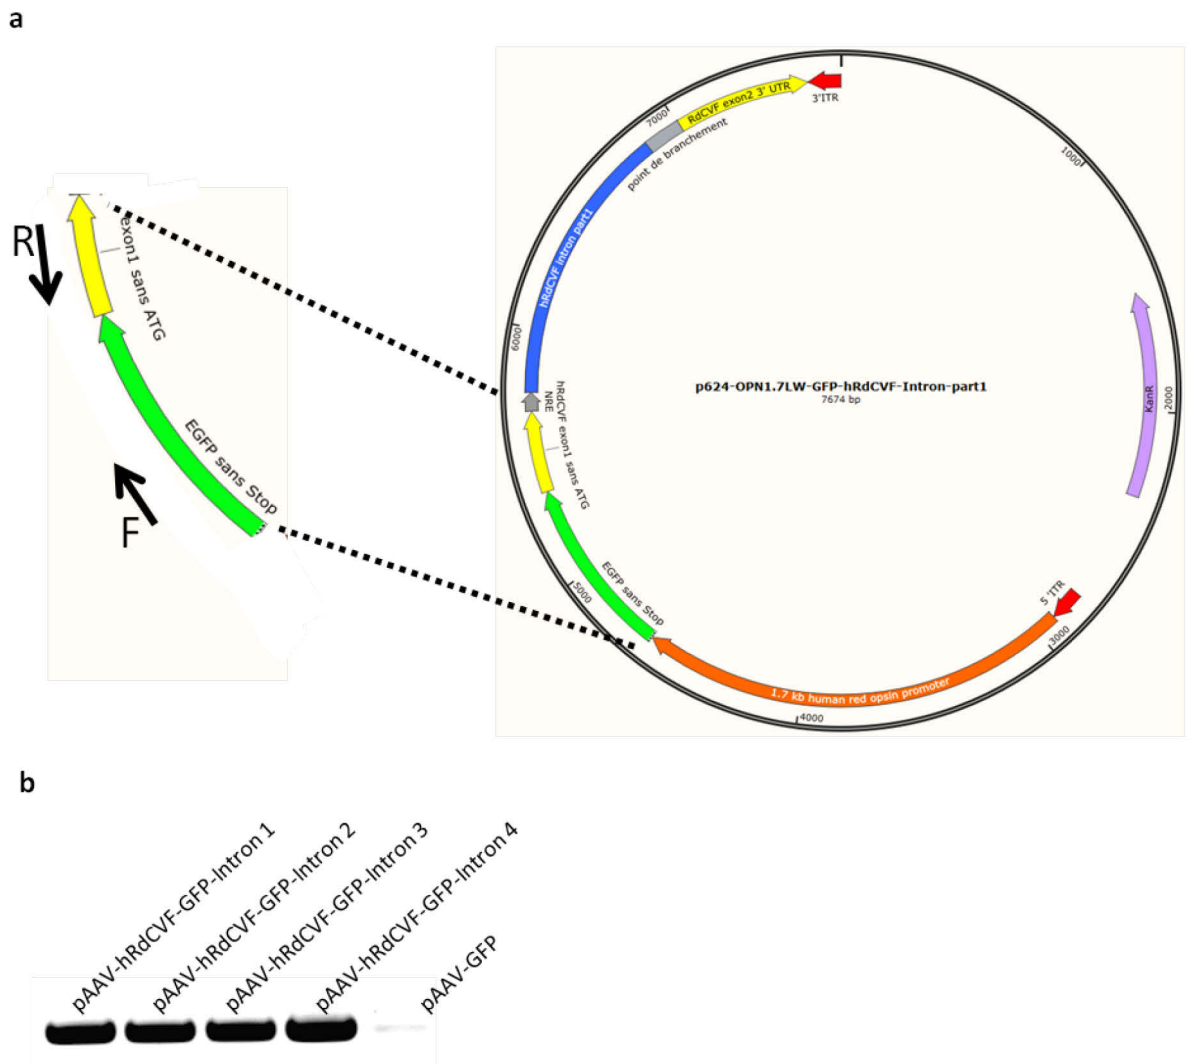 a
R
exon1 sans ATG
EGFP sans Stop
F
3'ITR
RdCVF exon2 3' UTR
7000
point de branchement
1000
hRdCVF Intron part1
6000
KanR
2000
p624-OPN1.7LW-GFP-hRdCVF-Intron-part1
7674 bp
NRE
hRdCVF exon1 sans ATG
EGFP sans Stop
5000
5 'ITR
3000
1.7 kb human red opsin promoter
4000
b
pAAV-hRdCVF-GFP-Intron 1
pAAV-hRdCVF-GFP-Intron 2
pAAV-hRdCVF-GFP-Intron 3
pAAV-hRdCVF-GFP-Intron 4
pAAV-GFP